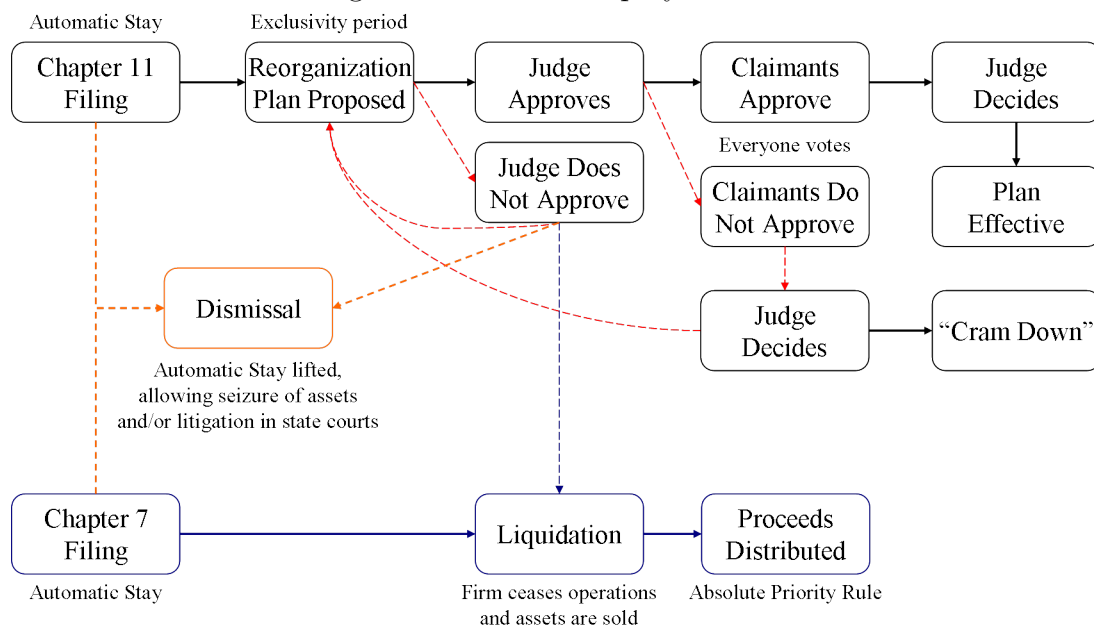 Automatic Stay
Exclusivity period
Chapter 11
Filing
Reorganization
Plan Proposed
Judge
Approves
Claimants
Approve
Judge
Decides
Everyone votes
Judge Does
Not Approve
Claimants Do
Not Approve
Plan
Effective
Dismissal
Judge
Decides
“Cram Down”
Automatic Stay lifted,
allowing seizure of assets
and/or litigation in state courts
Chapter 7
Filing
Liquidation
Proceeds
Distributed
Automatic Stay
Firm ceases operations
and assets are sold
Absolute Priority Rule